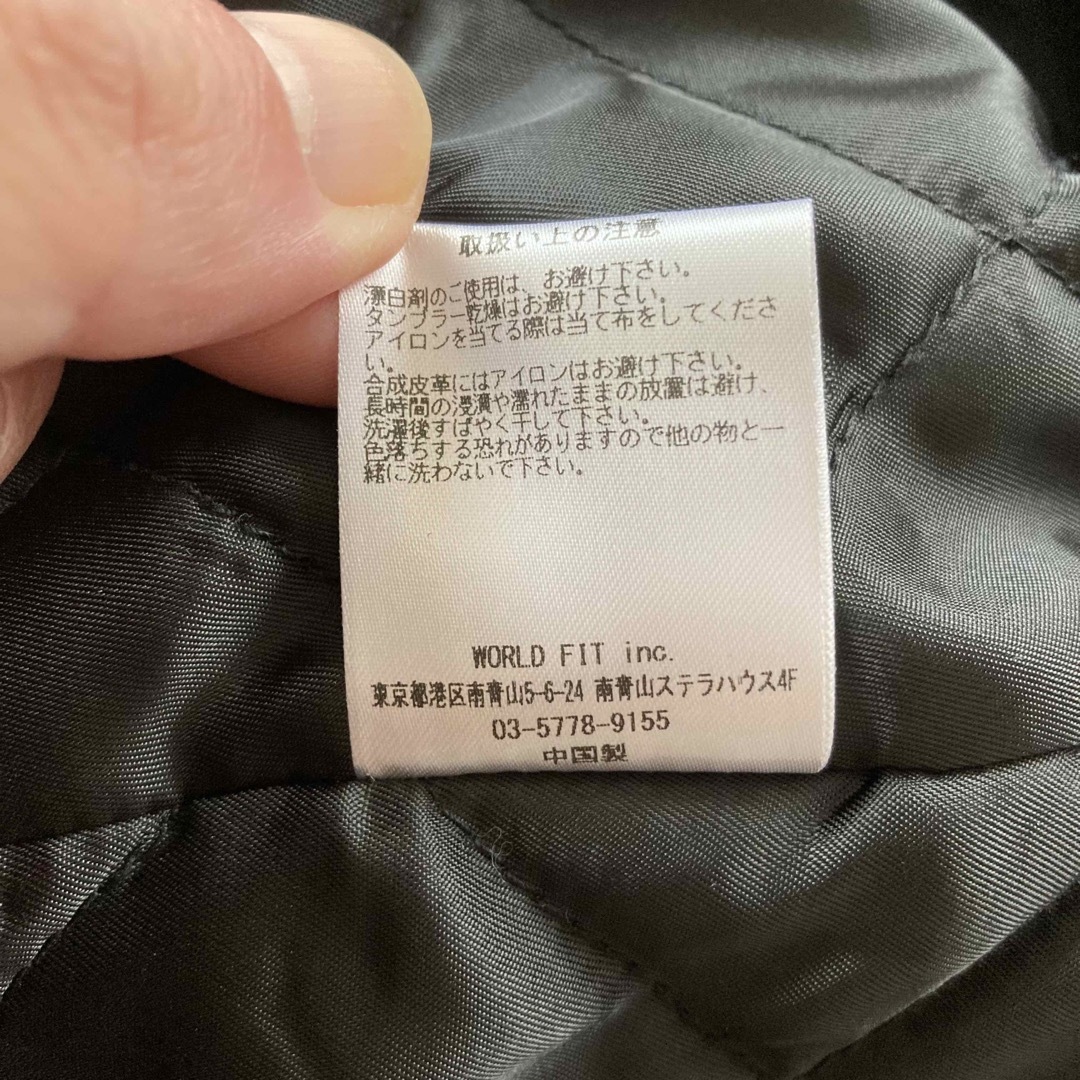 取扱い上の注意
漂白剤のご使用は、お避け下さい。
タンブラー乾燥はお避け下さい。
アイロンを当てる際は当て布をしてくださ
い。
合成皮革にはアイロンはお避け下さい。
長時間の浸漬や濡れたままの放置は避け、
洗濯後すばやく干して下さい。
色落ちする恐れがありますので他の物と一
緒に洗わないで下さい。
WORLD FIT inc.
東京都港区南青山5-6-24 南青山ステラハウス4F
03-5778-9155
中国製